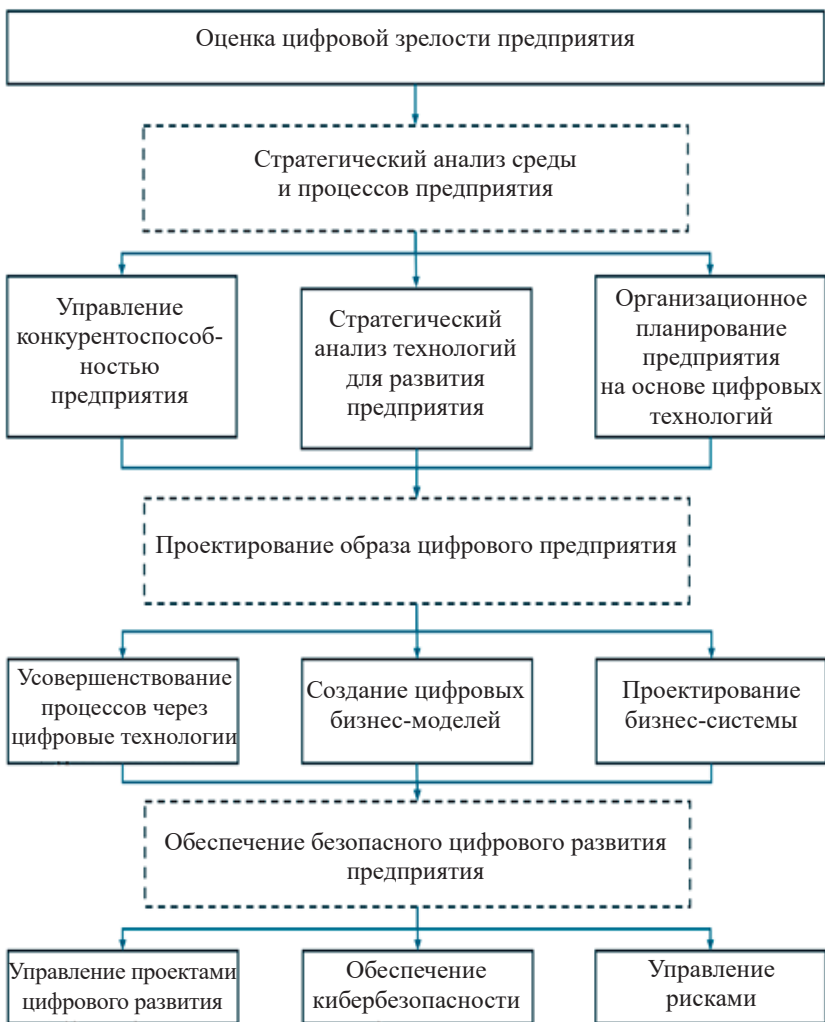 Оценка цифровой зрелости предприятия
Стратегический анализ среды
и процессов предприятия
Управление
конкурентоспособ-
ностью
предприятия
Стратегический
анализ технологий
для развития
предприятия
Организационное
планирование
предприятия
на основе цифровых
технологий
Проектирование образа цифрового предприятия
Усовершенствование
процессов через
цифровые технологии
Создание цифровых
бизнес-моделей
Проектирование
бизнес-системы
Обеспечение безопасного цифрового развития
предприятия
Управление проектами
цифрового развития
Обеспечение
кибербезопасности
Управление
рисками